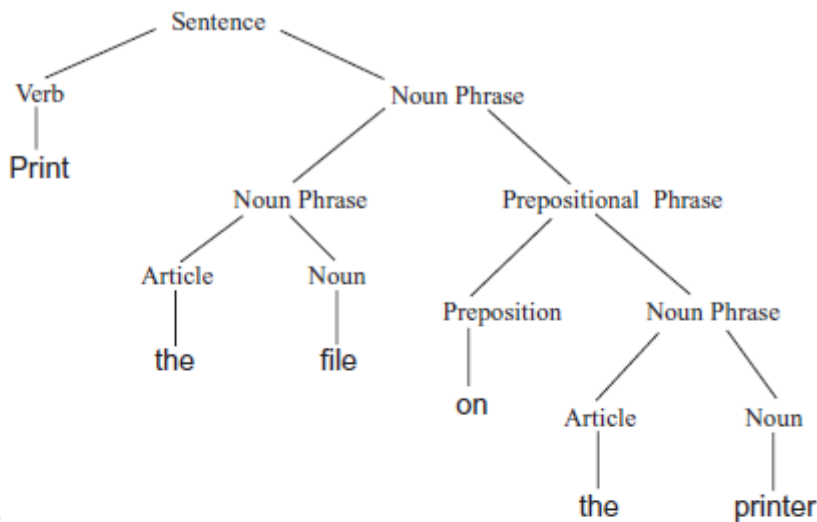 Sentence
Verb
Noun Phrase
Print
Noun Phrase
Prepositional Phrase
Article
Noun
Preposition
Noun Phrase
the
file
on
Article
Noun
the
printer